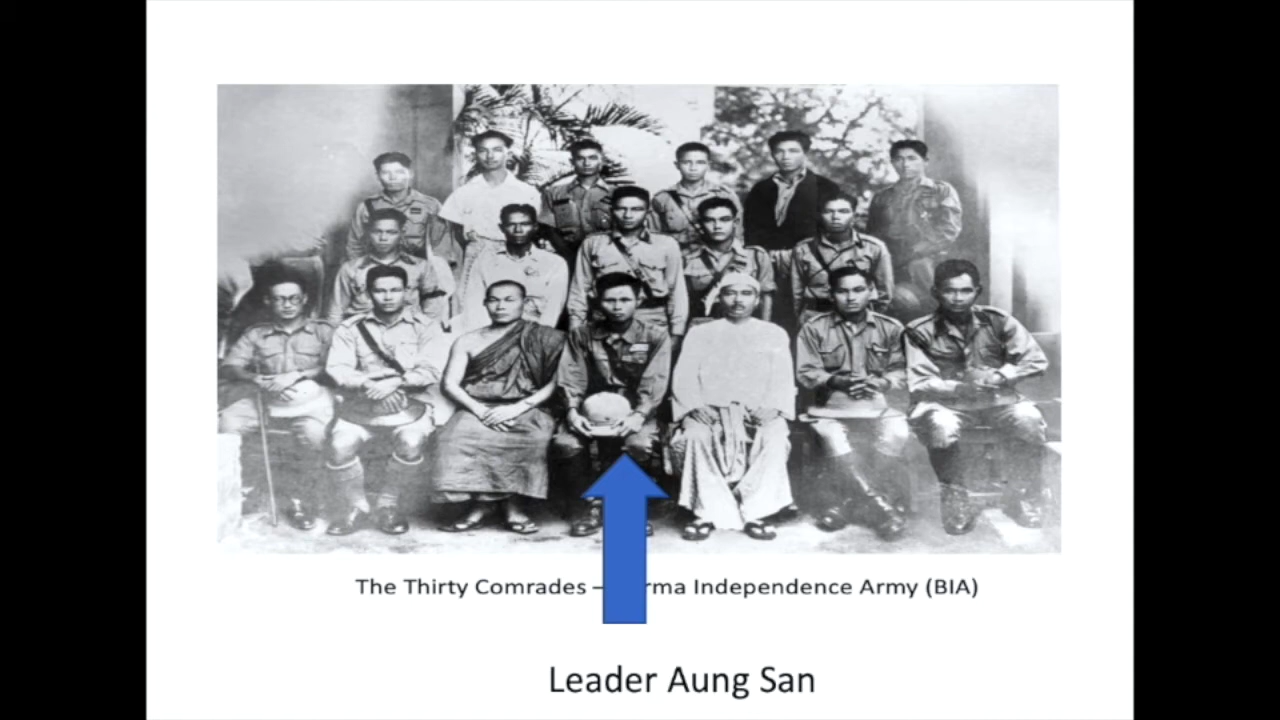 The Thirty Comrades – rma Independence Army (BIA)
Leader Aung San